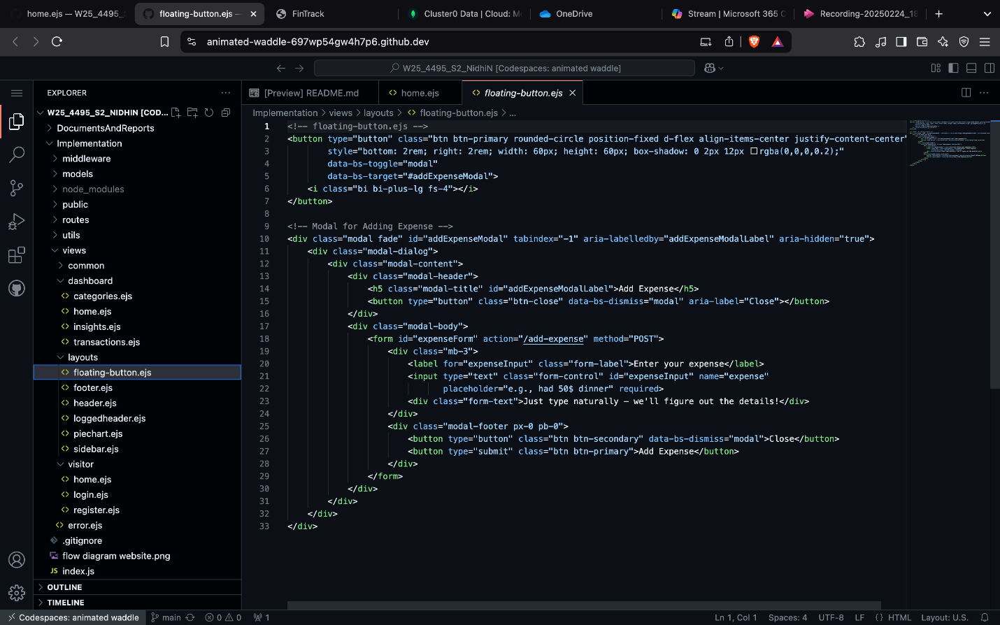 home.ejs — W25_4495_S
floating-button.ejs —
FinTrack
Cluster0 Data | Cloud: Mo
OneDrive
Stream | Microsoft 365 C
Recording-20250224_18
animated-waddle-697wp54gw4h7p6.github.dev
W25_4495_S2_NidhiN [Codespaces: animated waddle]
EXPLORER
[Preview] README.md
home.ejs
floating-button.ejs
W25_4495_S2_NIDHIN [COD...
Implementation > views > layouts > <> floating-button.ejs > ...
DocumentsAndReports
Implementation
middleware
models
node_modules
public
routes
utils
views
common
dashboard
categories.ejs
home.ejs
insights.ejs
transactions.ejs
layouts
floating-button.ejs
footer.ejs
header.ejs
loggedheader.ejs
piechart.ejs
sidebar.ejs
visitor
home.ejs
login.ejs
register.ejs
error.ejs
.gitignore
flow diagram website.png
JS index.js
OUTLINE
TIMELINE
1 <!-- floating-button.ejs -->
2 <button type="button" class="btn btn-primary rounded-circle position-fixed d-flex align-items-center justify-content-center"
3 style="bottom: 2rem; right: 2rem; width: 60px; height: 60px; box-shadow: 0 2px 12px rgba(0,0,0,0.2);"
4 data-bs-toggle="modal"
5 data-bs-target="#addExpenseModal">
6 <i class="bi bi-plus-lg fs-4"></i>
7 </button>
8
9 <!-- Modal for Adding Expense -->
10 <div class="modal fade" id="addExpenseModal" tabindex="-1" aria-labelledby="addExpenseModalLabel" aria-hidden="true">
11 <div class="modal-dialog">
12 <div class="modal-content">
13 <div class="modal-header">
14 <h5 class="modal-title" id="addExpenseModalLabel">Add Expense</h5>
15 <button type="button" class="btn-close" data-bs-dismiss="modal" aria-label="Close"></button>
16 </div>
17 <div class="modal-body">
18 <form id="expenseForm" action="/add-expense" method="POST">
19 <div class="mb-3">
20 <label for="expenseInput" class="form-label">Enter your expense</label>
21 <input type="text" class="form-control" id="expenseInput" name="expense"
22 placeholder="e.g., had 50$ dinner" required>
23 <div class="form-text">Just type naturally – we'll figure out the details!</div>
24 </div>
25 <div class="modal-footer px-0 pb-0">
26 <button type="button" class="btn btn-secondary" data-bs-dismiss="modal">Close</button>
27 <button type="submit" class="btn btn-primary">Add Expense</button>
28 </div>
29 </form>
30 </div>
31 </div>
32 </div>
33 </div>
Codespaces: animated waddle
main
0
0
1
Ln 1, Col 1
Spaces: 4
UTF-8
LF
{} HTML
Layout: U.S.